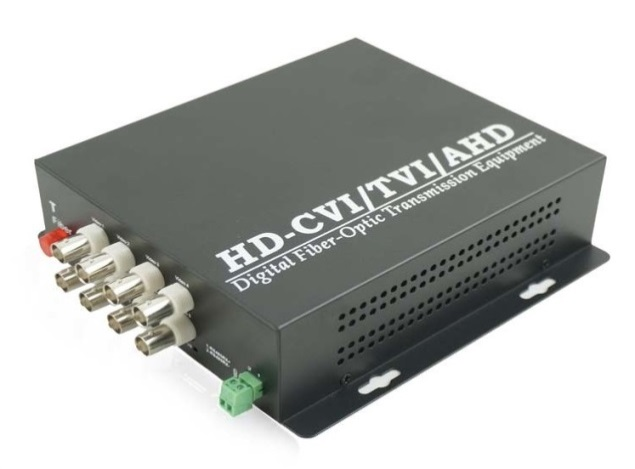 HD-CVI/TVI/AHD
Digital Fiber-Optic Transmission Equipment